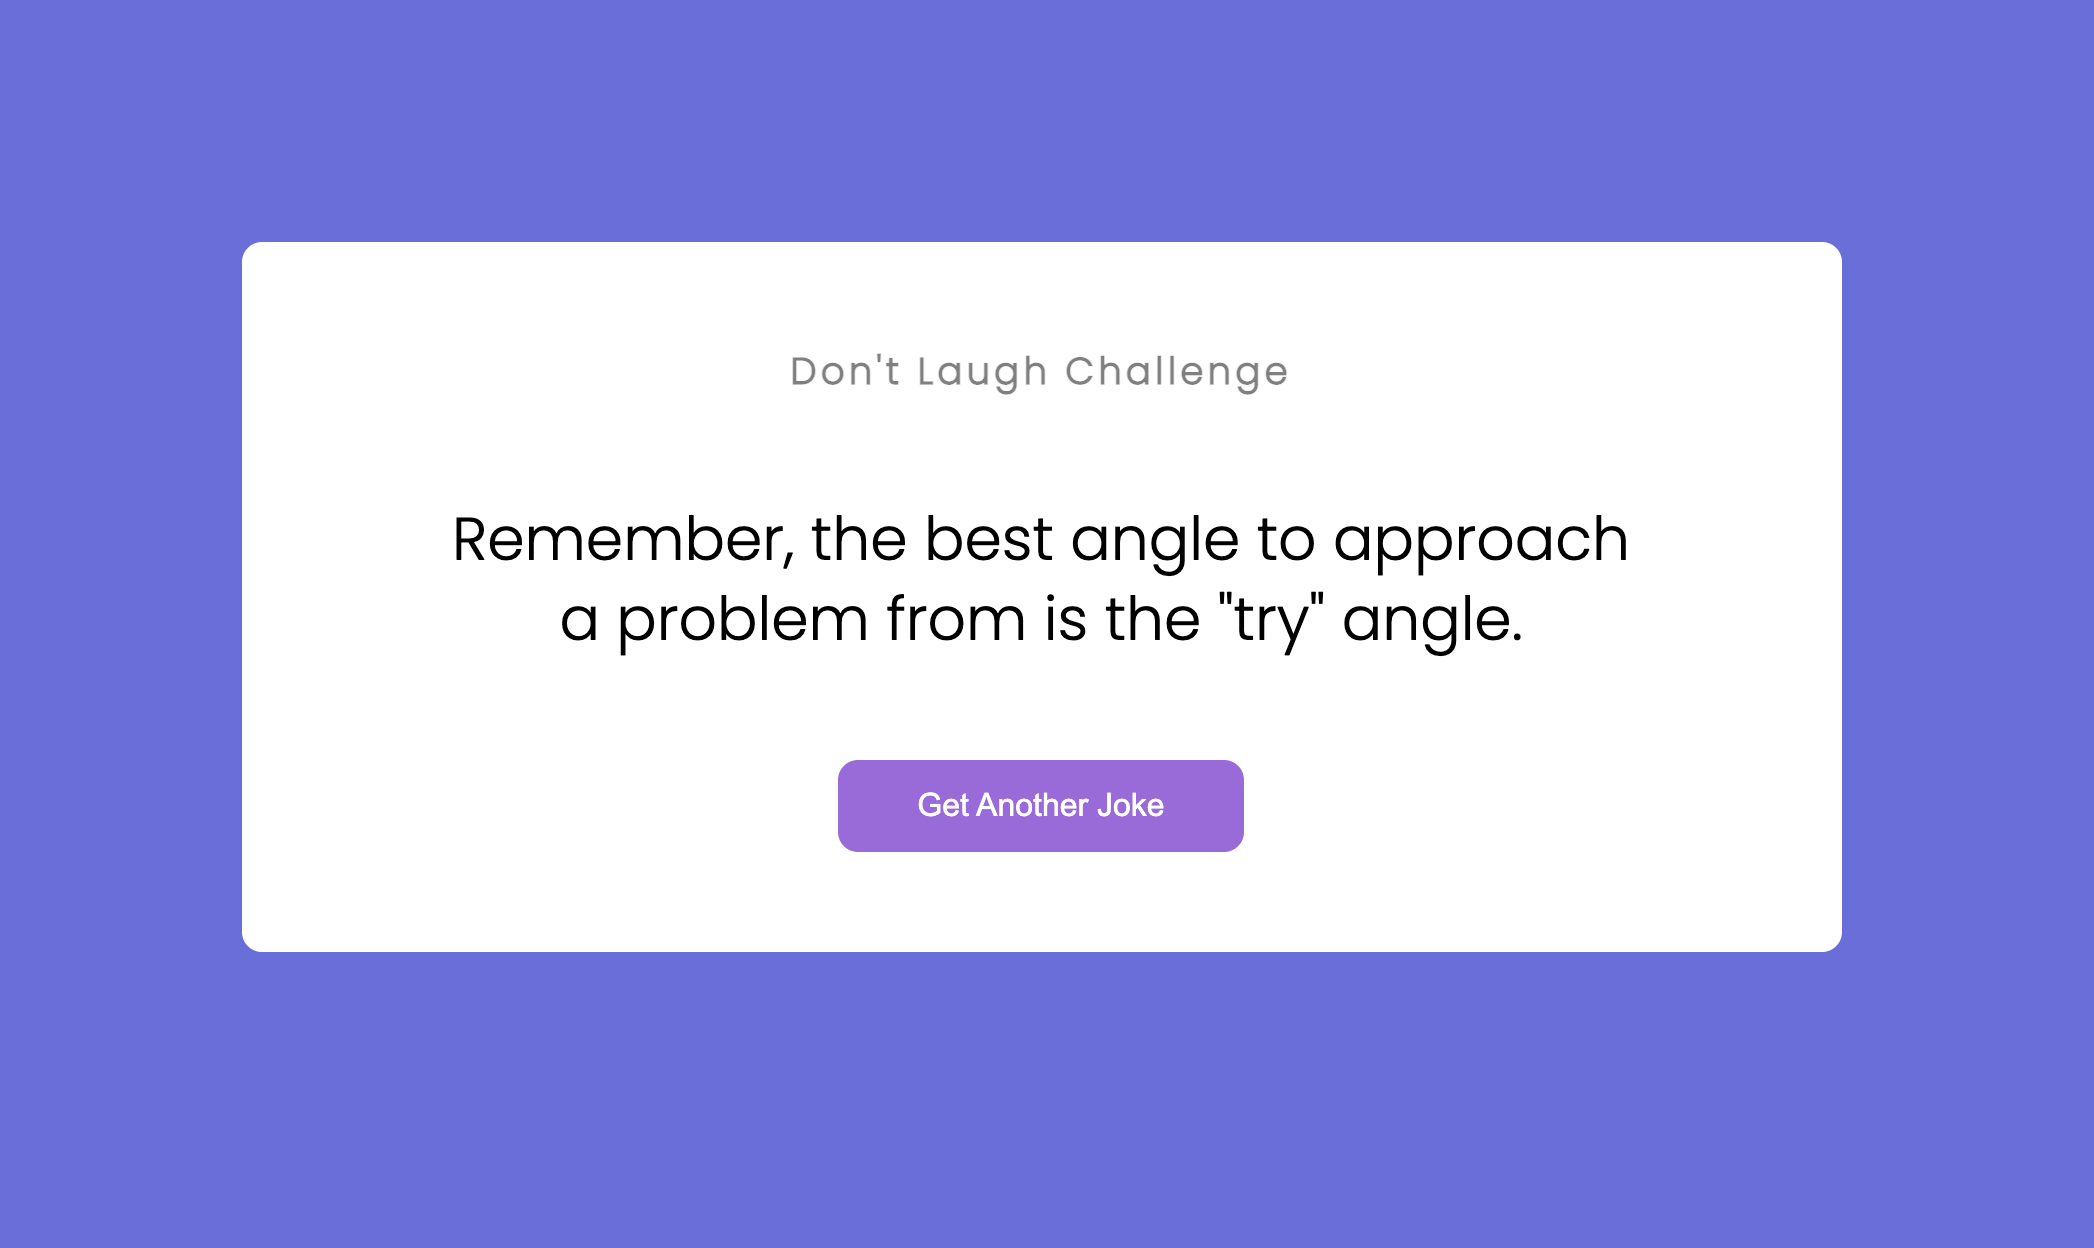 Don't Laugh Challenge
Remember, the best angle to approach
a problem from is the "try" angle.
Get Another Joke